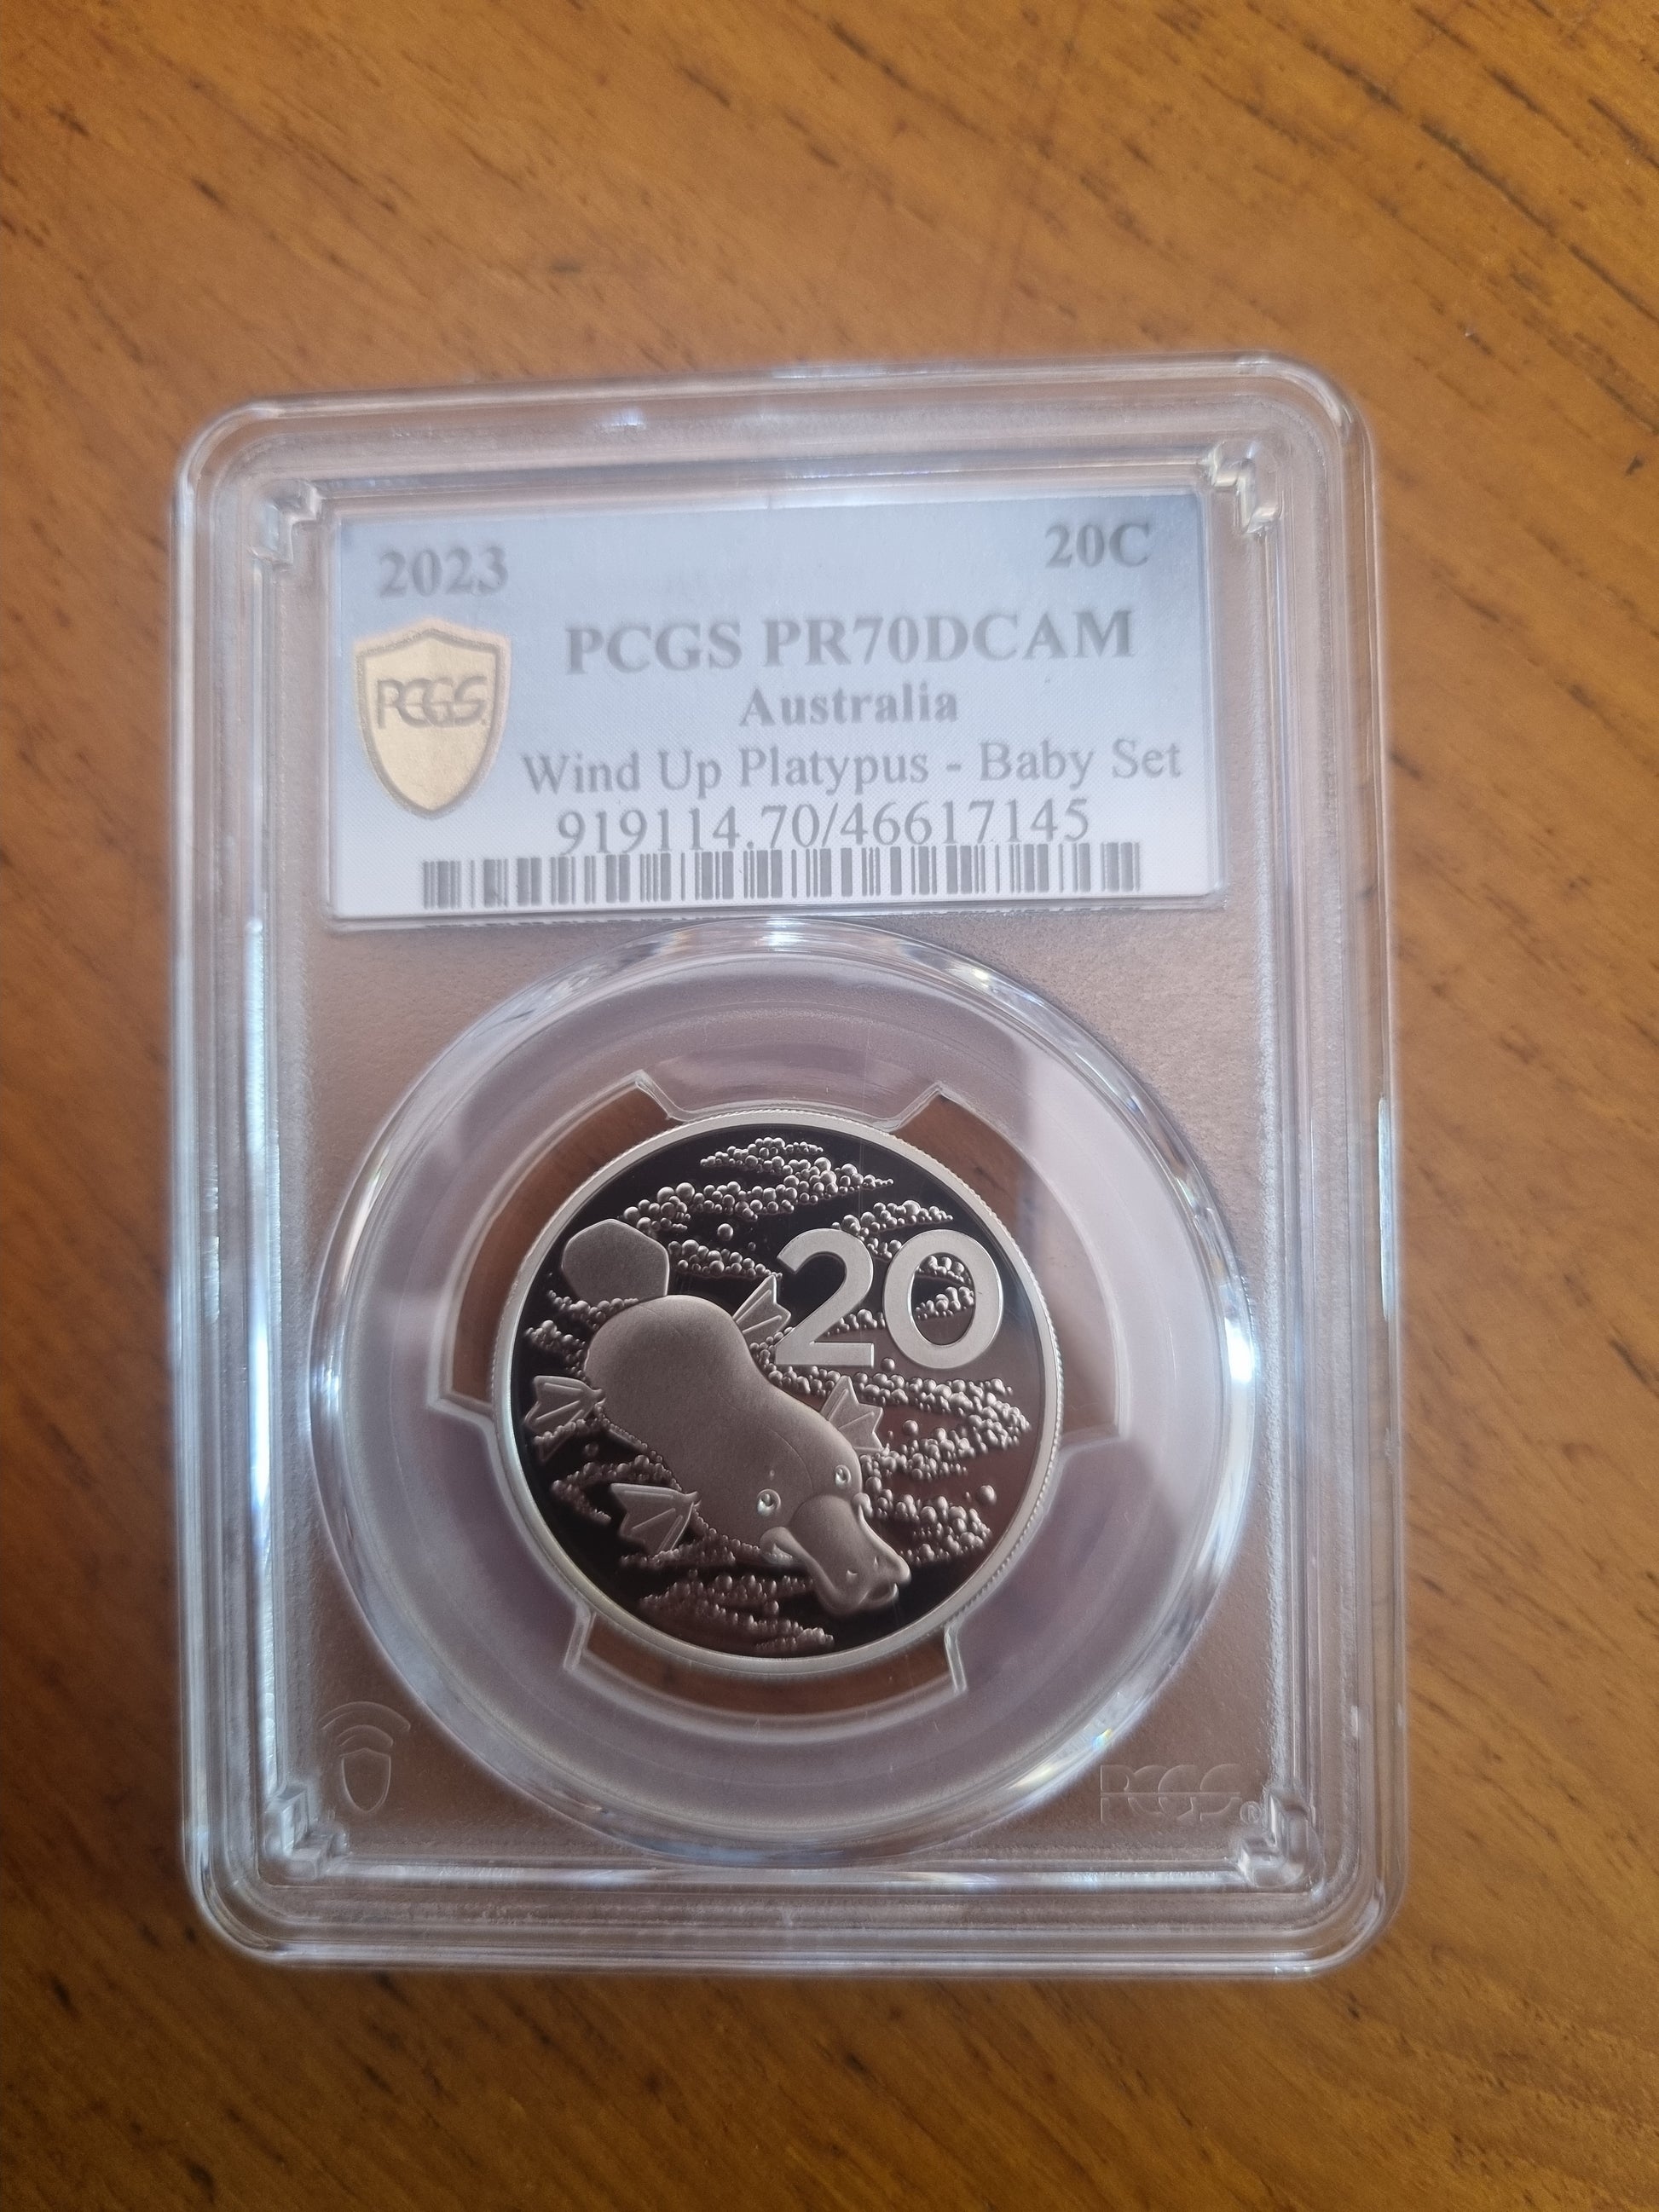 2023 20C
PCGS PR70DCAM
PCGS
Australia
Wind Up Platypus - Baby Set
919114.70/46617145
20
PCGS®